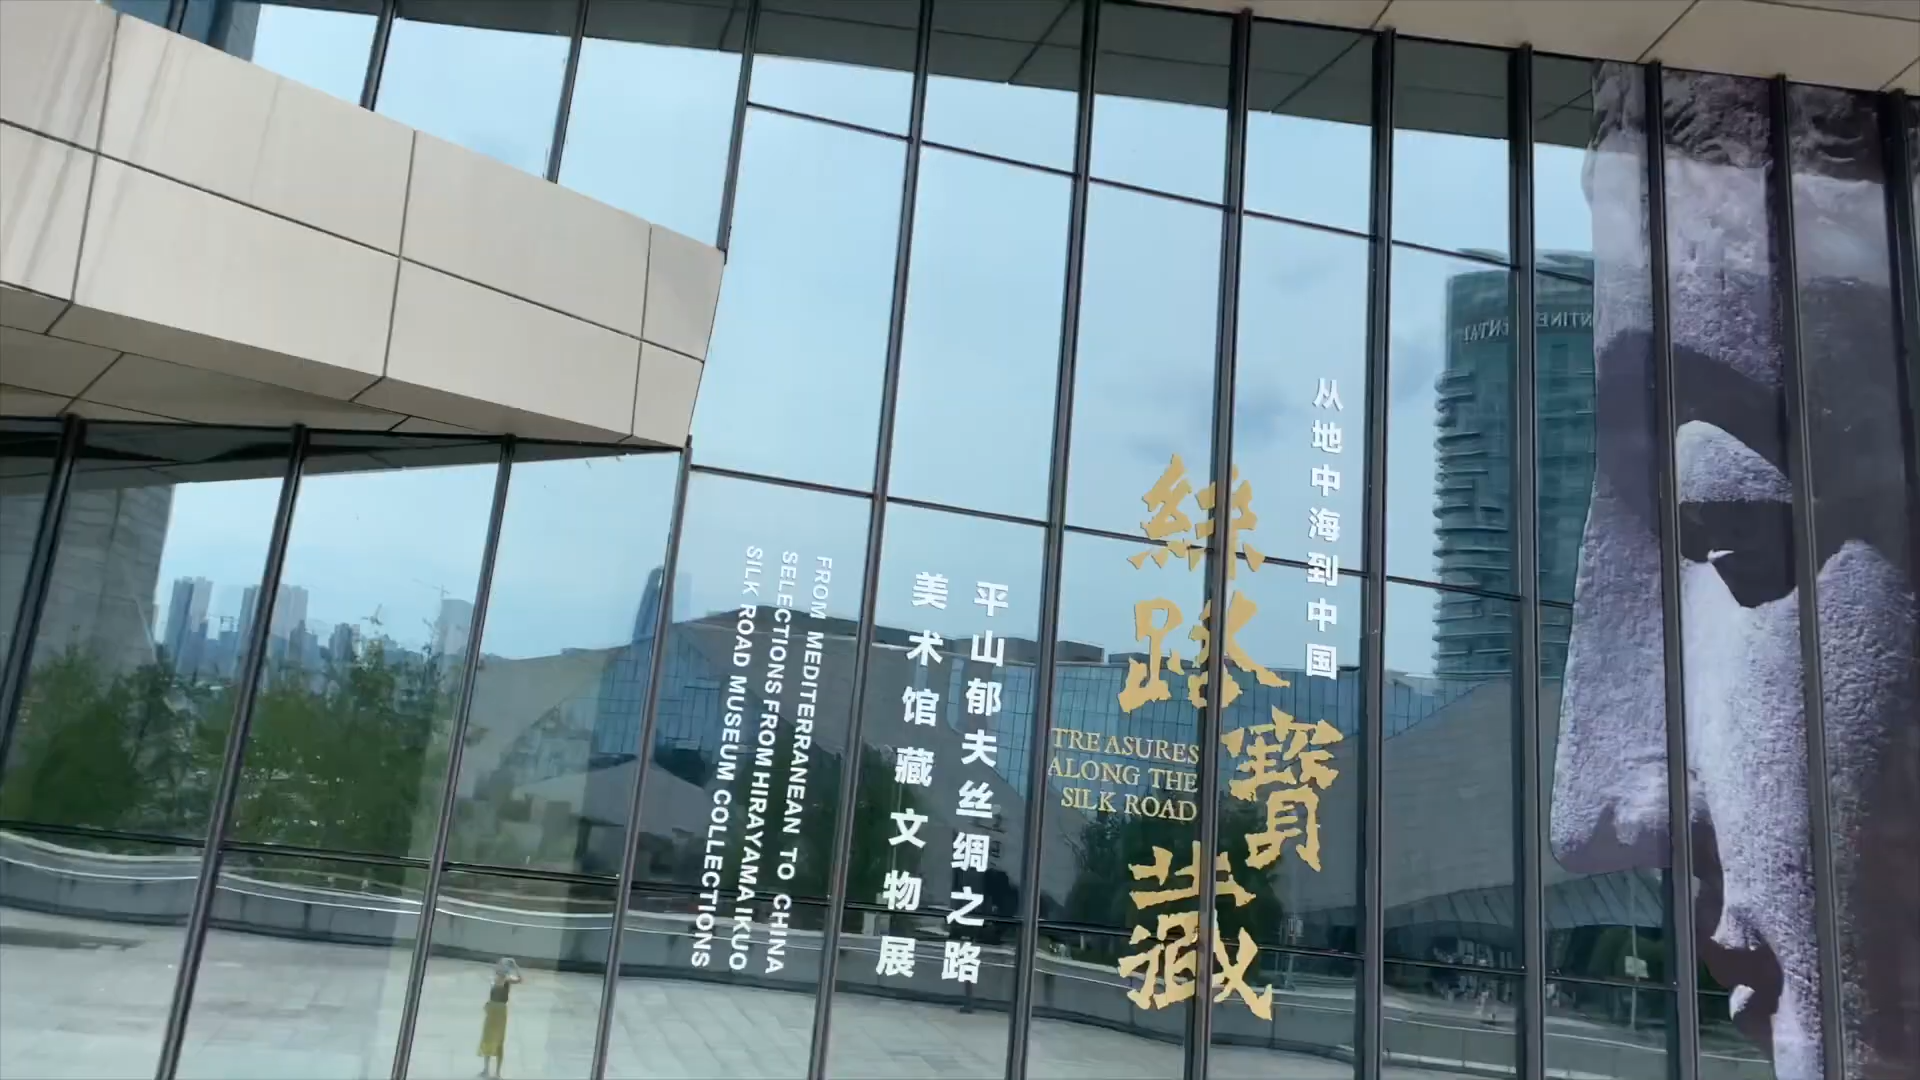 从地中海到中国
絲路寶藏
TREASURES
ALONG THE
SILK ROAD
平山郁夫丝绸之路
美术馆藏文物展
FROM MEDITERRANEAN TO CHINA
SELECTIONS FROM HIRAYAMA IKUO
SILK ROAD MUSEUM COLLECTIONS